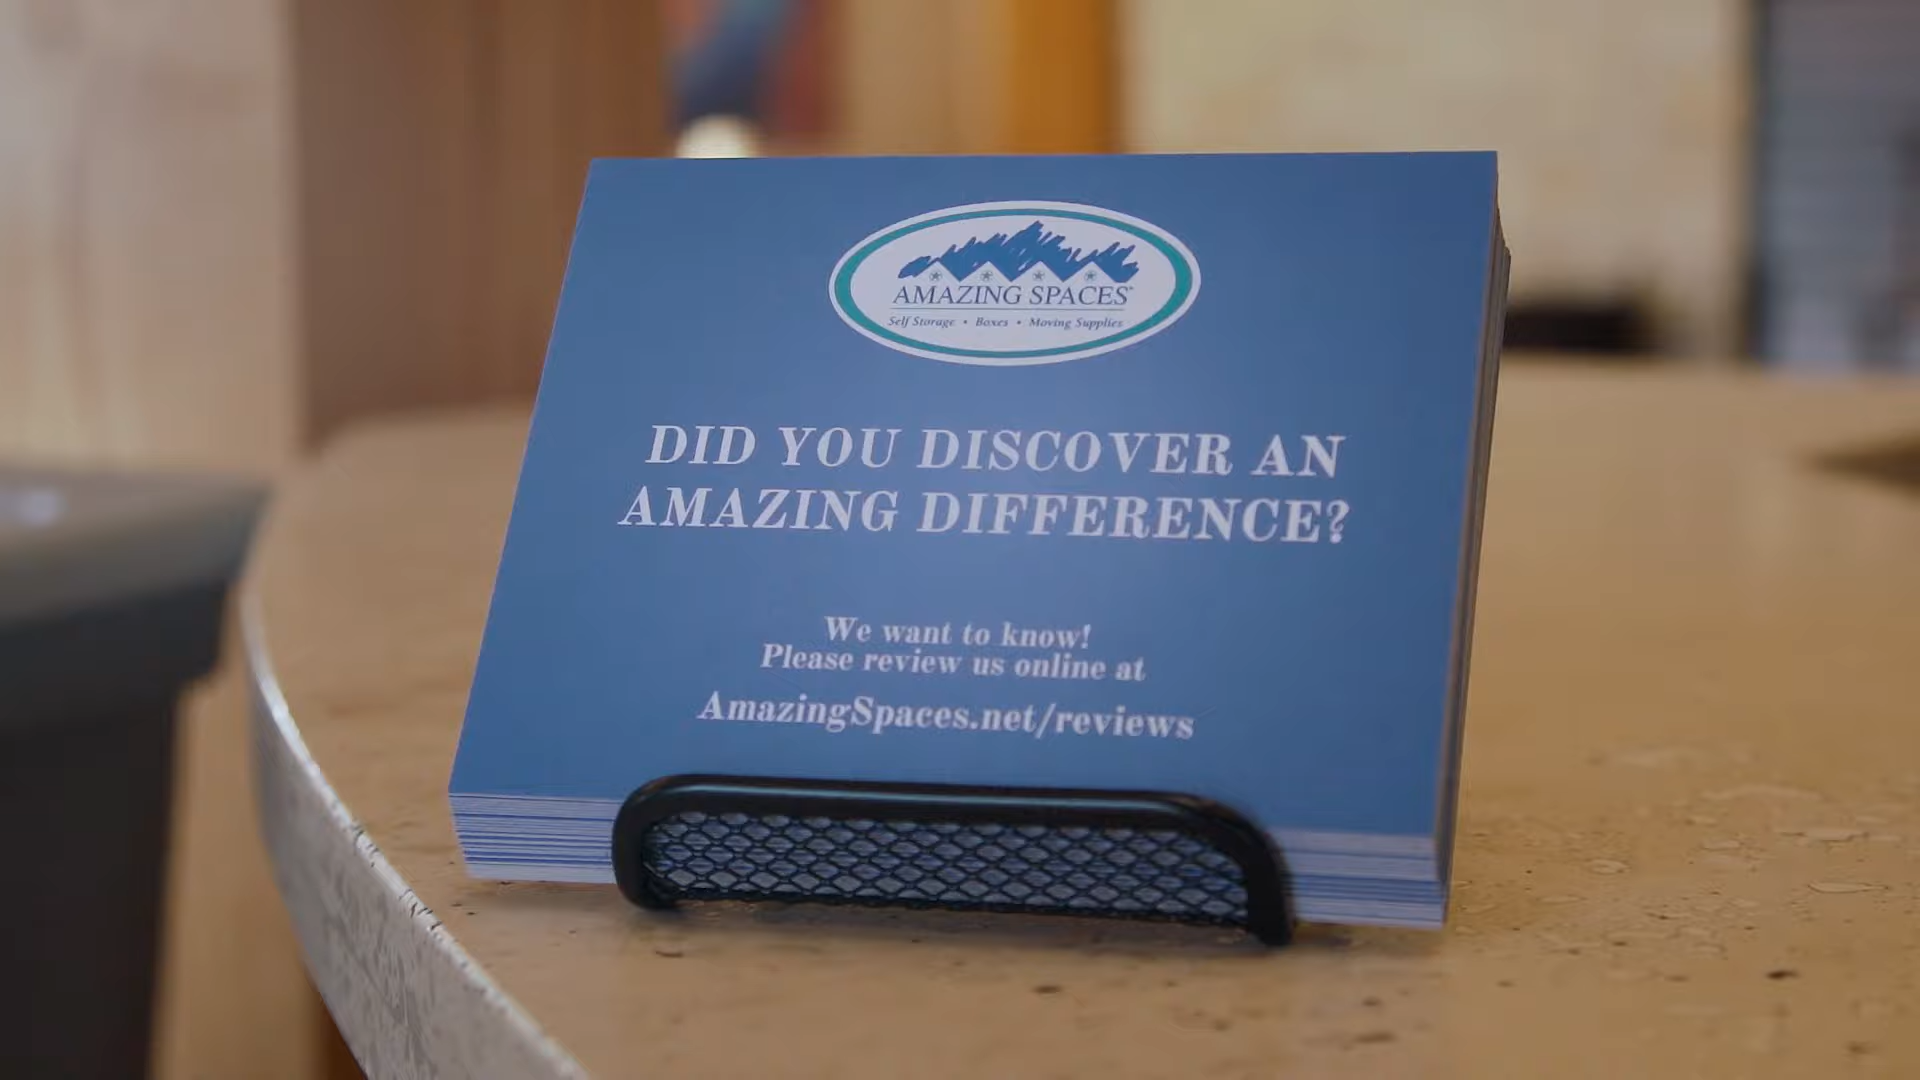 AMAZING SPACES™
Self Storage • Boxes • Moving Supplies
DID YOU DISCOVER AN
AMAZING DIFFERENCE?
We want to know!
Please review us online at
AmazingSpaces.net/reviews